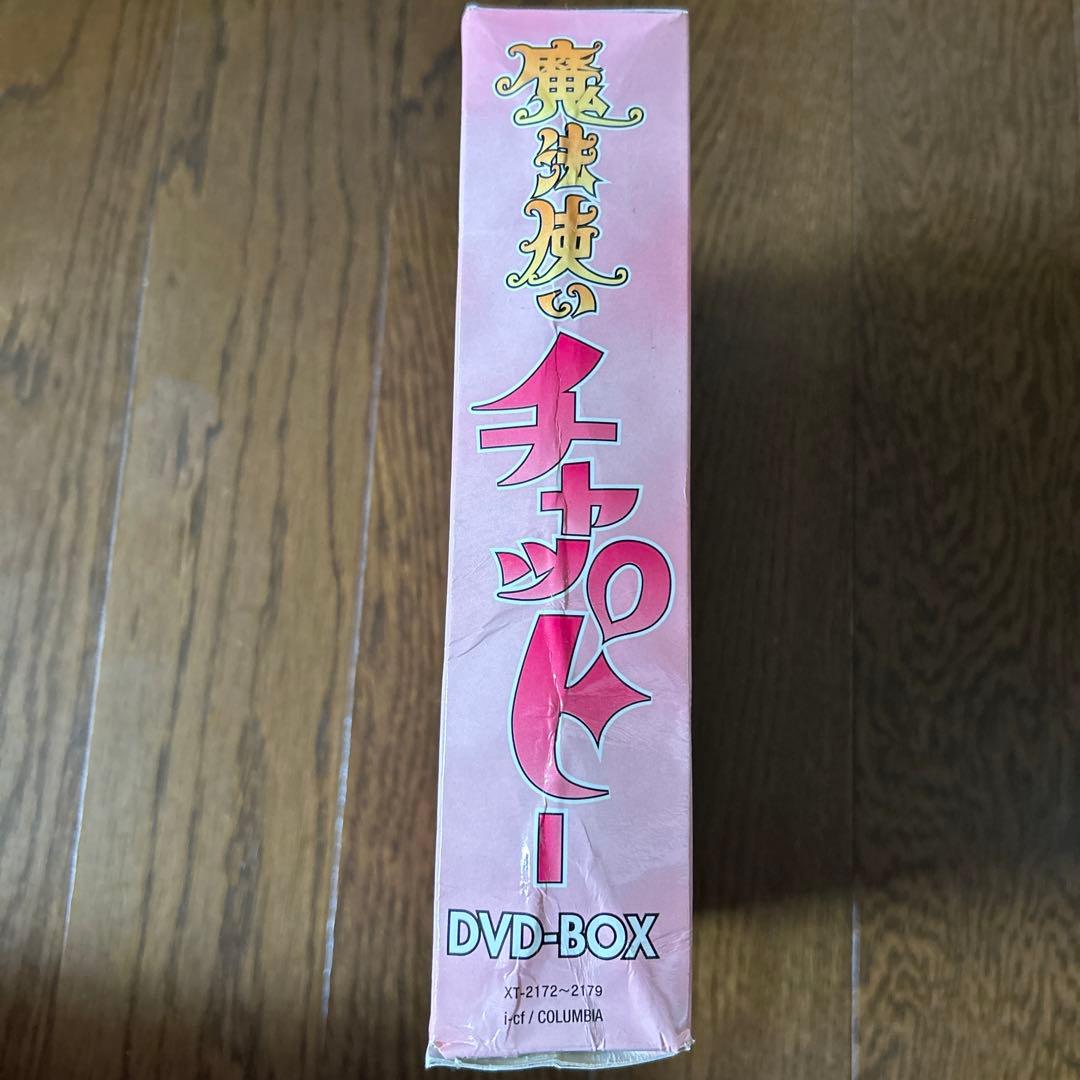 魔法使い
チャッピー
DVD-BOX
XT-2172～2179
i-cf / COLUMBIA